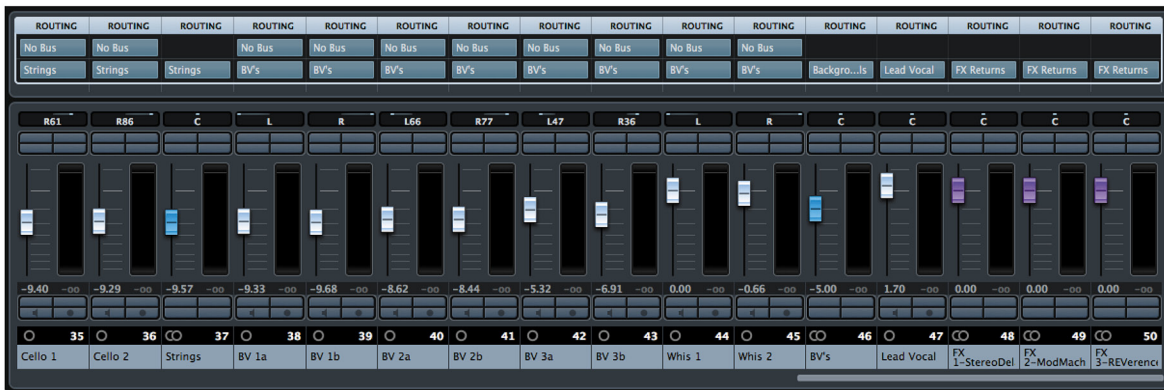 ROUTING ROUTING ROUTING ROUTING ROUTING ROUTING ROUTING ROUTING ROUTING ROUTING ROUTING ROUTING ROUTING ROUTING ROUTING ROUTING
No Bus No Bus No Bus No Bus No Bus No Bus No Bus No Bus No Bus No Bus
Strings Strings Strings BV's BV's BV's BV's BV's BV's BV's BV's Backgro...ls Lead Vocal FX Returns FX Returns FX Returns
R61 R86 C L R L66 R77 L47 R36 L R C C C C C
-9.40 -oo -9.29 -oo -9.57 -oo -9.33 -oo -9.68 -oo -8.62 -oo -8.44 -oo -5.32 -oo -6.91 -oo 0.00 -oo -0.66 -oo -5.00 -oo 1.70 -oo 0.00 -oo 0.00 -oo 0.00 -oo
35 36 37 38 39 40 41 42 43 44 45 46 47 48 49 50
Cello 1 Cello 2 Strings BV 1a BV 1b BV 2a BV 2b BV 3a BV 3b Whis 1 Whis 2 BV's Lead Vocal FX FX FX
1-StereoDel 2-ModMach 3-REVerence